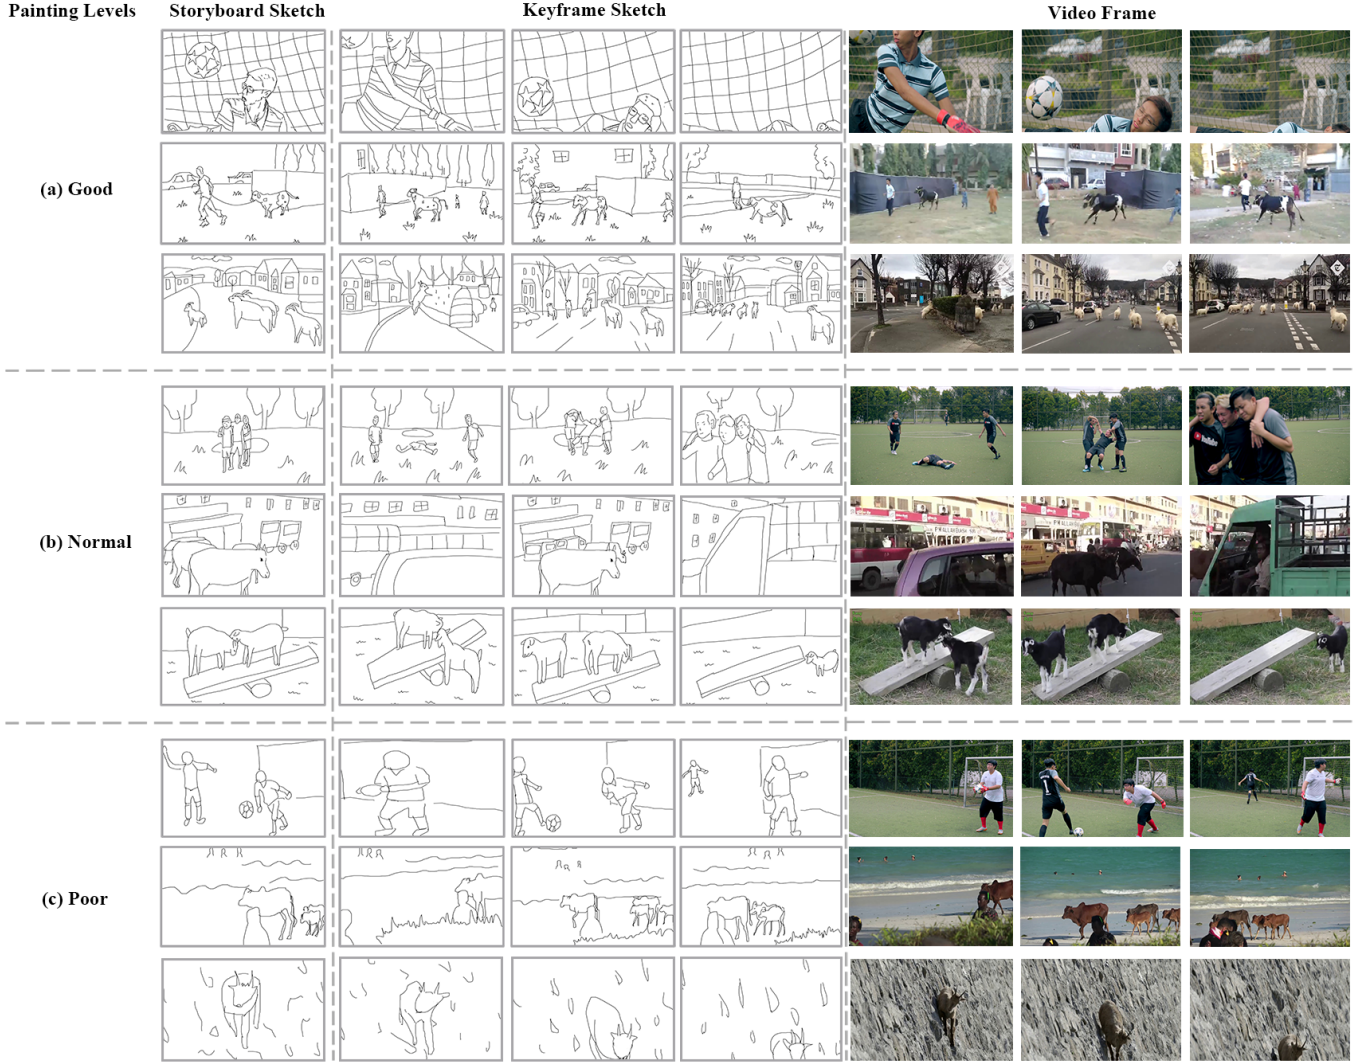 Painting Levels Storyboard Sketch Keyframe Sketch Video Frame
(a) Good
(b) Normal
(c) Poor